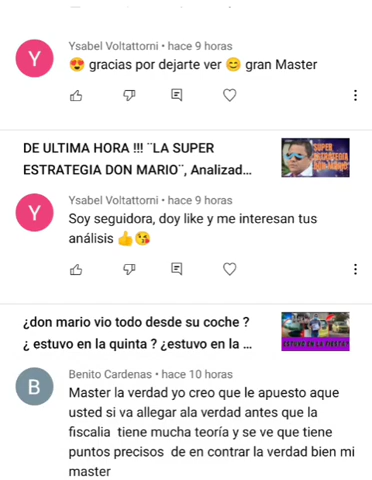 Ysabel Voltattorni • hace 9 horas
😍 gracias por dejarte ver 😊 gran Master
DE ULTIMA HORA !!! ¨LA SUPER
ESTRATEGIA DON MARIO¨, Analizad...
SUPER
ESTRATEGIA
DON MARIO
Y
Ysabel Voltattorni • hace 9 horas
Soy seguidora, doy like y me interesan tus
análisis 👍😘
¿don mario vio todo desde su coche ?
¿ estuvo en la quinta ? ¿estuvo en la ...
ESTUVO EN LA FIESTA?
B
Benito Cardenas • hace 10 horas
Master la verdad yo creo que le apuesto aque
usted si va allegar ala verdad antes que la
fiscalia tiene mucha teoría y se ve que tiene
puntos precisos de en contrar la verdad bien mi
master